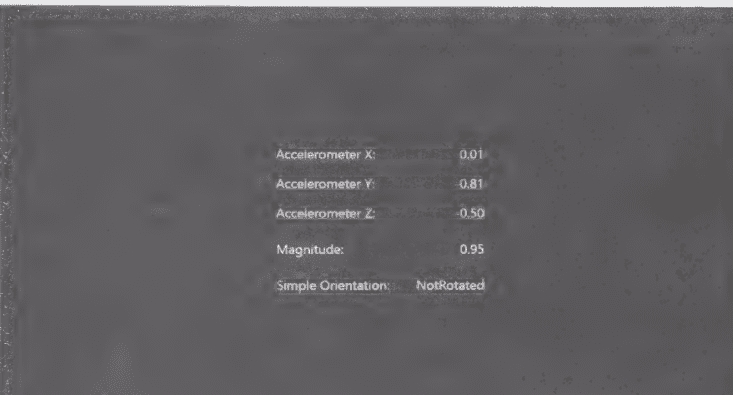 Accelerometer X: 0.01
Accelerometer Y: -0.81
Accelerometer Z: -0.50
Magnitude: 0.95
Simple Orientation: NotRotated